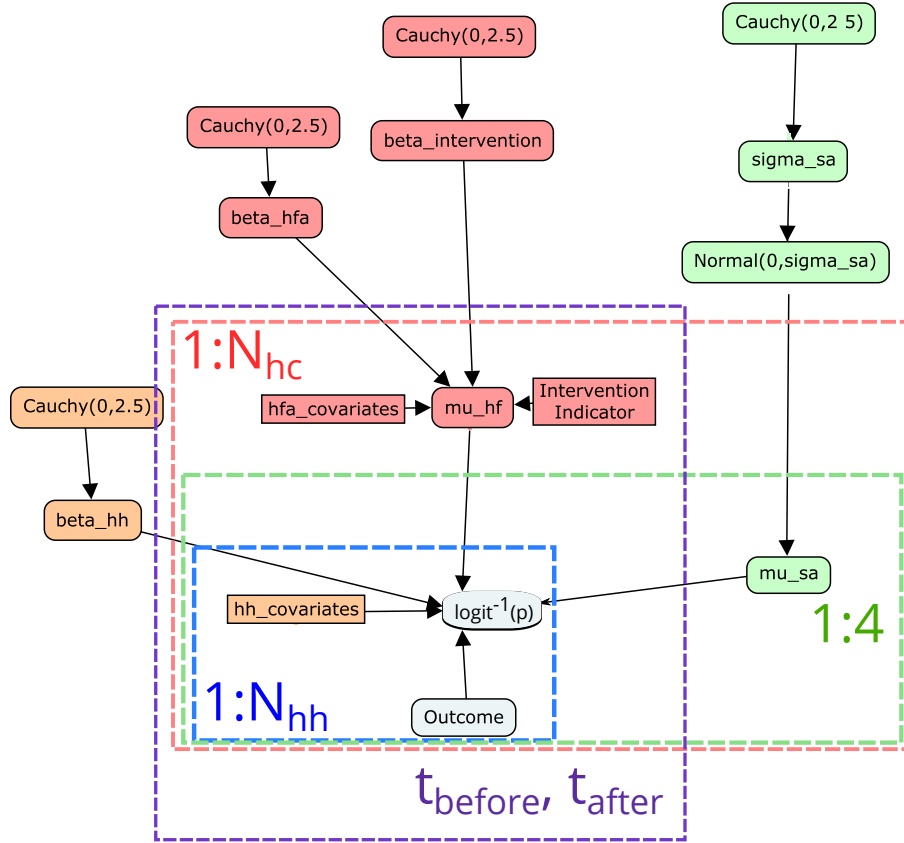 Cauchy(0,2 5)
Cauchy(0,2.5)
Cauchy(0,2.5)
beta_intervention
sigma_sa
beta_hfa
Normal(0,sigma_sa)
1:Nhc
Cauchy(0,2.5)
hfa_covariates
mu_hf
Intervention
Indicator
beta_hh
mu_sa
hh_covariates
logit-1(p)
1:4
1:Nhh
Outcome
tbefore, tafter